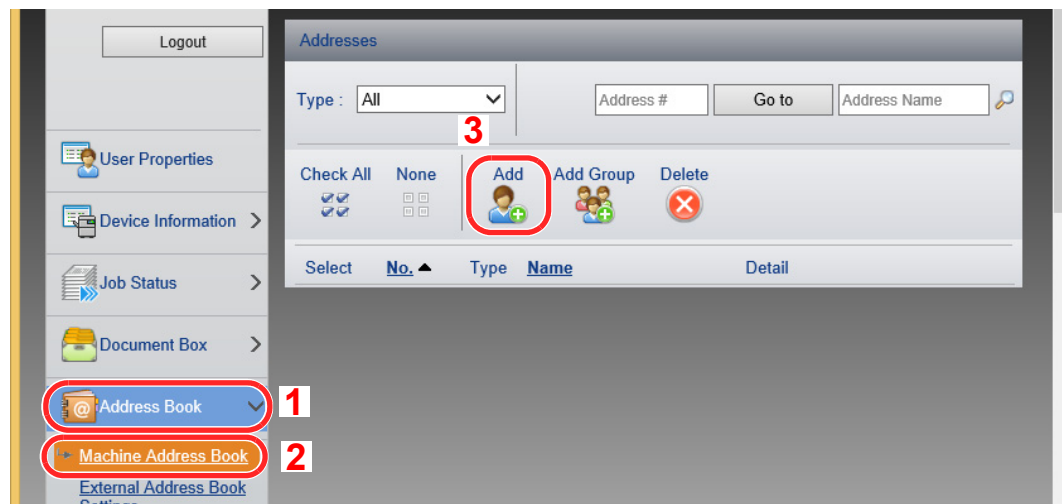 Logout
Addresses
Type : All
Address #
Go to
Address Name
3
User Properties
Check All None Add Add Group Delete
Device Information
Select No. Type Name Detail
Job Status
Document Box
Address Book
1
Machine Address Book
2
External Address Book
Settings